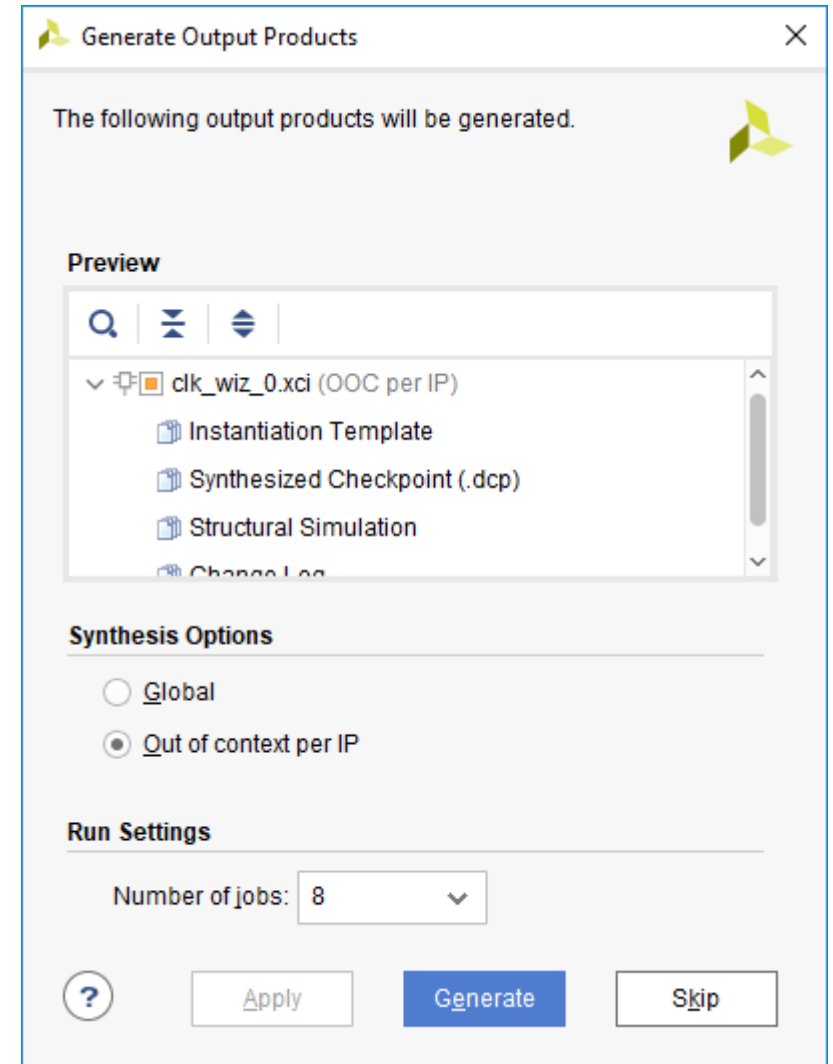 Generate Output Products
The following output products will be generated.
Preview
clk_wiz_0.xci (OOC per IP)
Instantiation Template
Synthesized Checkpoint (.dcp)
Structural Simulation
Change Log
Synthesis Options
Global
Out of context per IP
Run Settings
Number of jobs: 8
? Apply Generate Skip